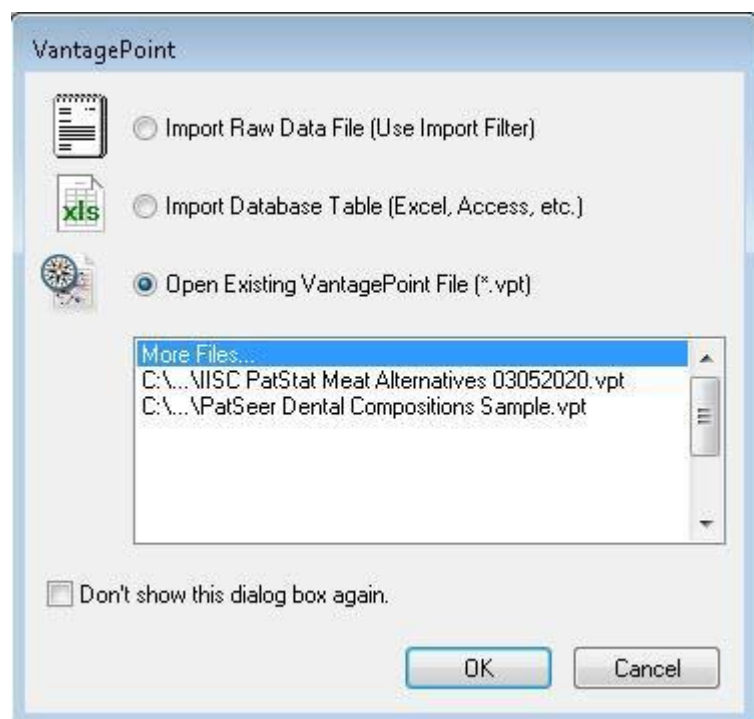 VantagePoint
Import Raw Data File (Use Import Filter)
xls
Import Database Table (Excel, Access, etc.)
Open Existing VantagePoint File (*.vpt)
More Files...
C:\...\IISC PatStat Meat Alternatives 03052020.vpt
C:\...\PatSeer Dental Compositions Sample.vpt
Don't show this dialog box again.
OK
Cancel